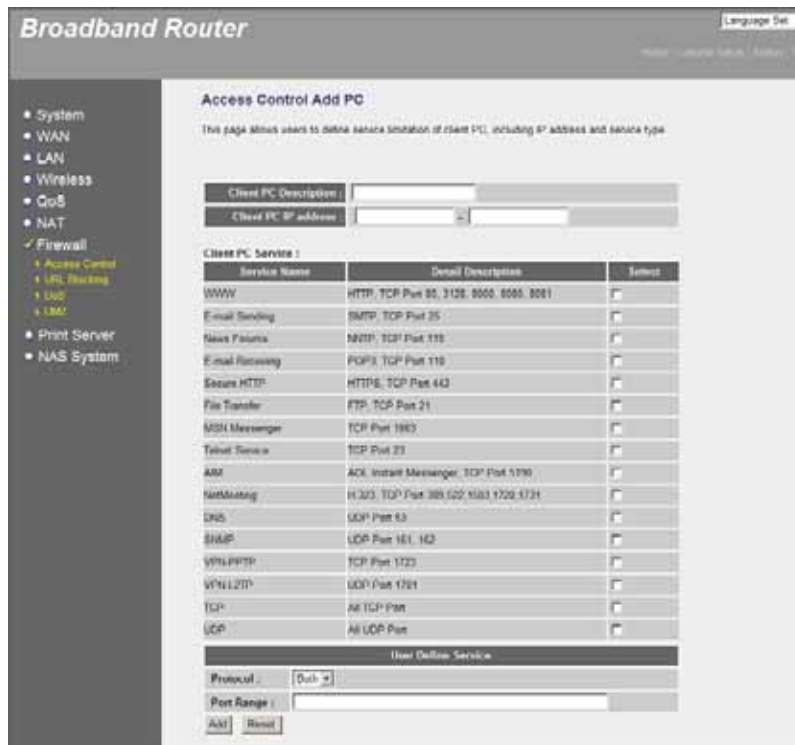 Broadband Router
Language Set
System
WAN
LAN
Wireless
QoS
NAT
Firewall
Access Control
URL Blocking
DoS
DMZ
Print Server
NAS System
Access Control Add PC
This page allows users to define service limitation of client PC, including IP address and service type.
Client PC Description :
Client PC IP address :
-
Client PC Service :
Service Name Detail Description Select
WWW HTTP, TCP Port 80, 3128, 8000, 8080, 8081
E-mail Sending SMTP, TCP Port 25
News Forums NNTP, TCP Port 119
E-mail Receiving POP3, TCP Port 110
Secure HTTP HTTPS, TCP Port 443
File Transfer FTP, TCP Port 21
MSN Messenger TCP Port 1863
Telnet Service TCP Port 23
AIM AOL Instant Messenger, TCP Port 5190
NetMeeting H.323, TCP Port 389,522,1503,1720,1731
DNS UDP Port 53
SNMP UDP Port 161, 162
VPN-PPTP TCP Port 1723
VPN-L2TP UDP Port 1701
TCP All TCP Port
UDP All UDP Port
User Define Service
Protocol : Both
Port Range :
Add Reset